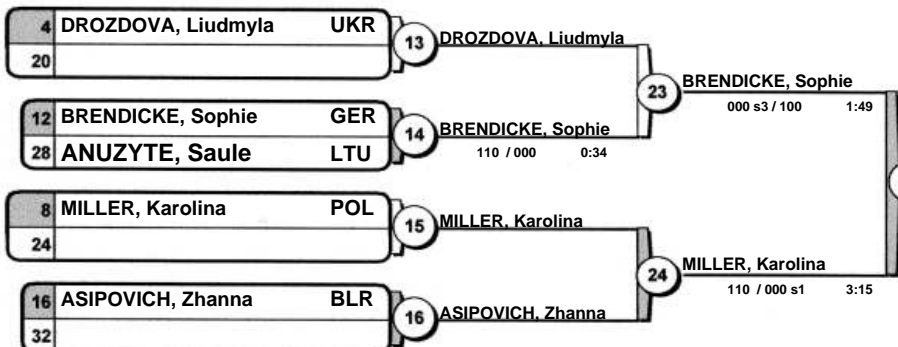 4 DROZDOVA, Liudmyla UKR
20
13 DROZDOVA, Liudmyla
12 BRENDICKE, Sophie GER
28 ANUZYTE, Saule LTU
14 BRENDICKE, Sophie
110 / 000 0:34
23 BRENDICKE, Sophie
000 s3 / 100 1:49
8 MILLER, Karolina POL
24
15 MILLER, Karolina
16 ASIPOVICH, Zhanna BLR
32
16 ASIPOVICH, Zhanna
24 MILLER, Karolina
110 / 000 s1 3:15